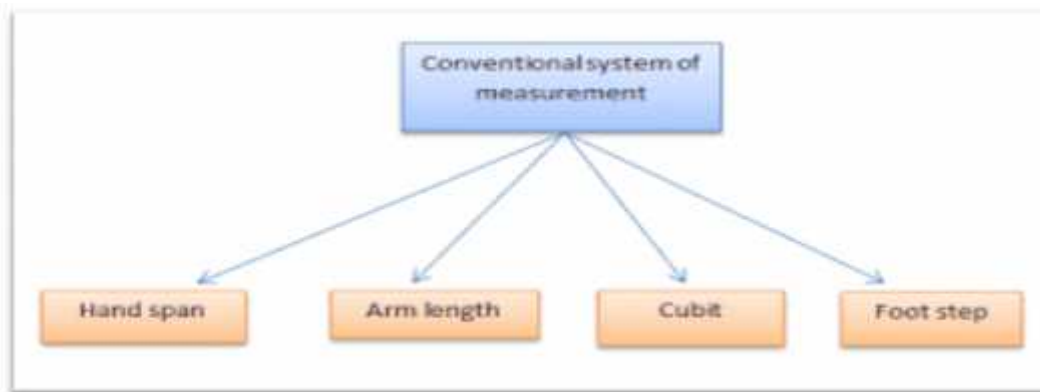 Conventional system of
measurement
Hand span
Arm length
Cubit
Foot step